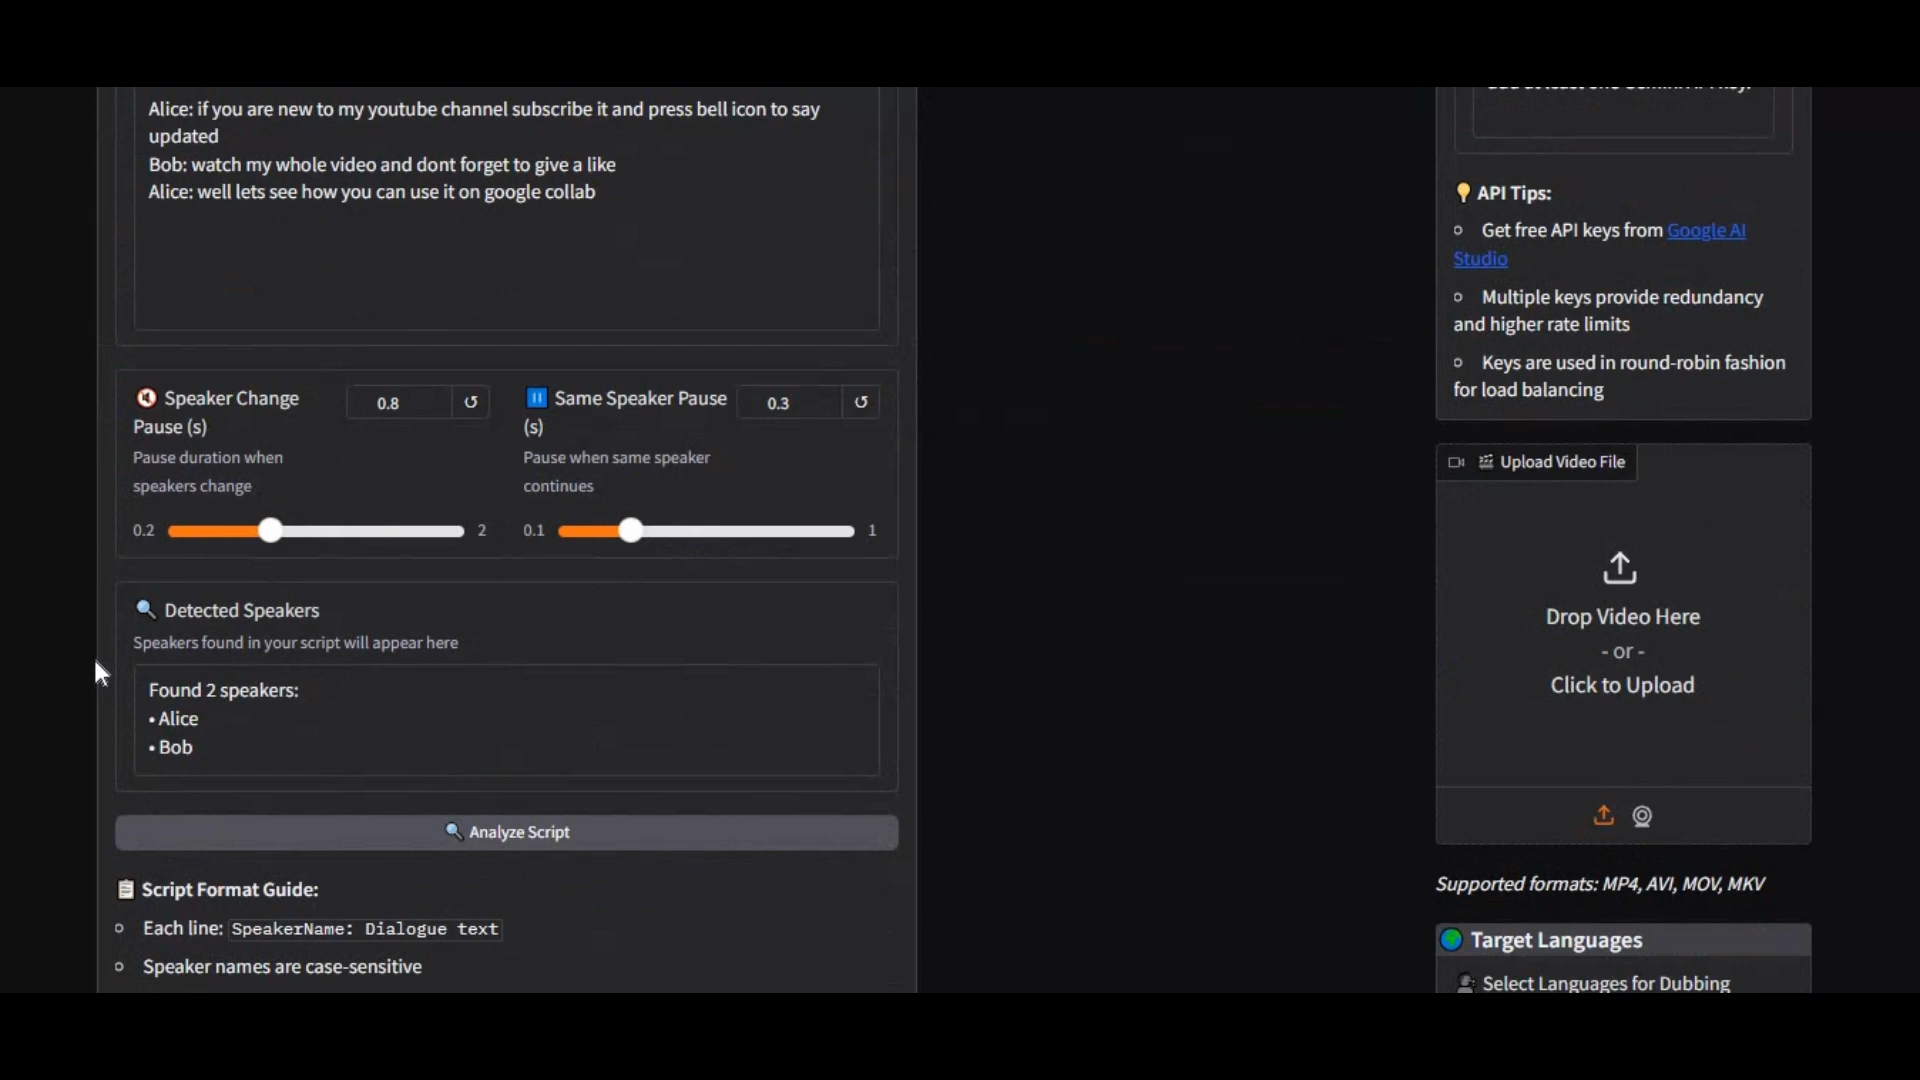 Alice: if you are new to my youtube channel subscribe it and press bell icon to say
updated
Bob: watch my whole video and dont forget to give a like
Alice: well lets see how you can use it on google collab
Speaker Change
Pause (s)
0.8
Pause duration when
speakers change
0.2
2
Same Speaker Pause
(s)
0.3
Pause when same speaker
continues
0.1
1
Detected Speakers
Speakers found in your script will appear here
Found 2 speakers:
• Alice
• Bob
Analyze Script
Script Format Guide:
Each line: SpeakerName: Dialogue text
Speaker names are case-sensitive
API Tips:
Get free API keys from Google AI
Studio
Multiple keys provide redundancy
and higher rate limits
Keys are used in round-robin fashion
for load balancing
Upload Video File
Drop Video Here
- or -
Click to Upload
Supported formats: MP4, AVI, MOV, MKV
Target Languages
Select Languages for Dubbing